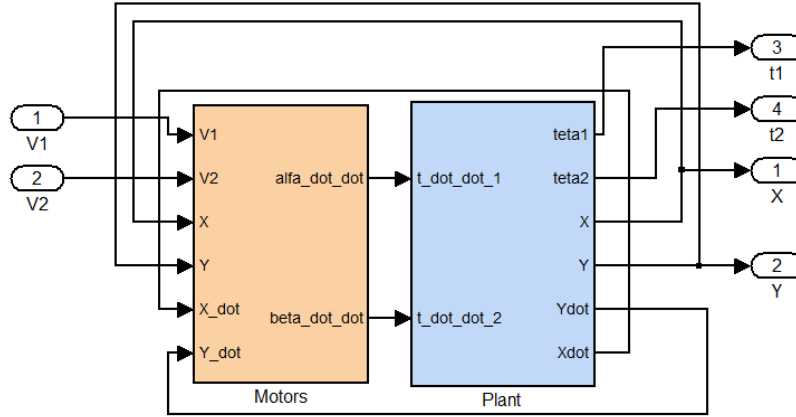 1
V1
2
V2
V1
V2
X
Y
X_dot
Y_dot
alfa_dot_dot
beta_dot_dot
Motors
t_dot_dot_1
t_dot_dot_2
teta1
teta2
X
Y
Ydot
Xdot
Plant
3
t1
4
t2
1
X
2
Y